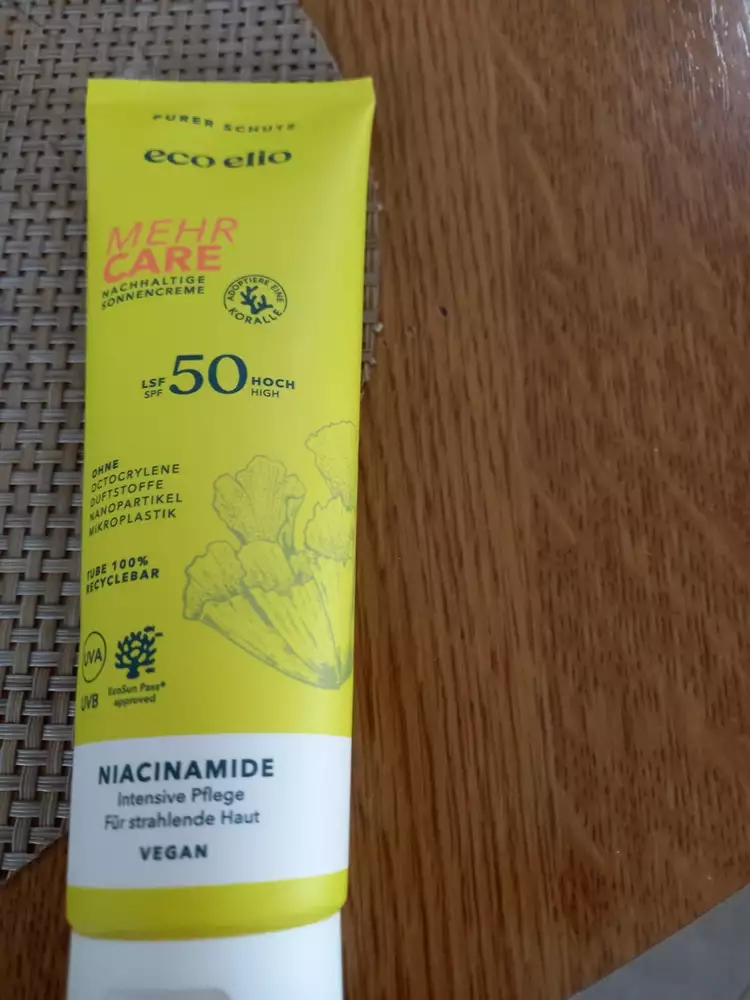 PURER SCHUTZ
eco elio
MEHR
CARE
NACHHALTIGE
SONNENCREME
ADOPTIERE EINE
KORALLE
LSF 50 HOCH
SPF HIGH
OHNE
OCTOCRYLENE
DUFTSTOFFE
NANOPARTIKEL
MIKROPLASTIK
TUBE 100%
RECYCLEBAR
UVA
UVB
EcoSun Pass®
approved
NIACINAMIDE
Intensive Pflege
Für strahlende Haut
VEGAN